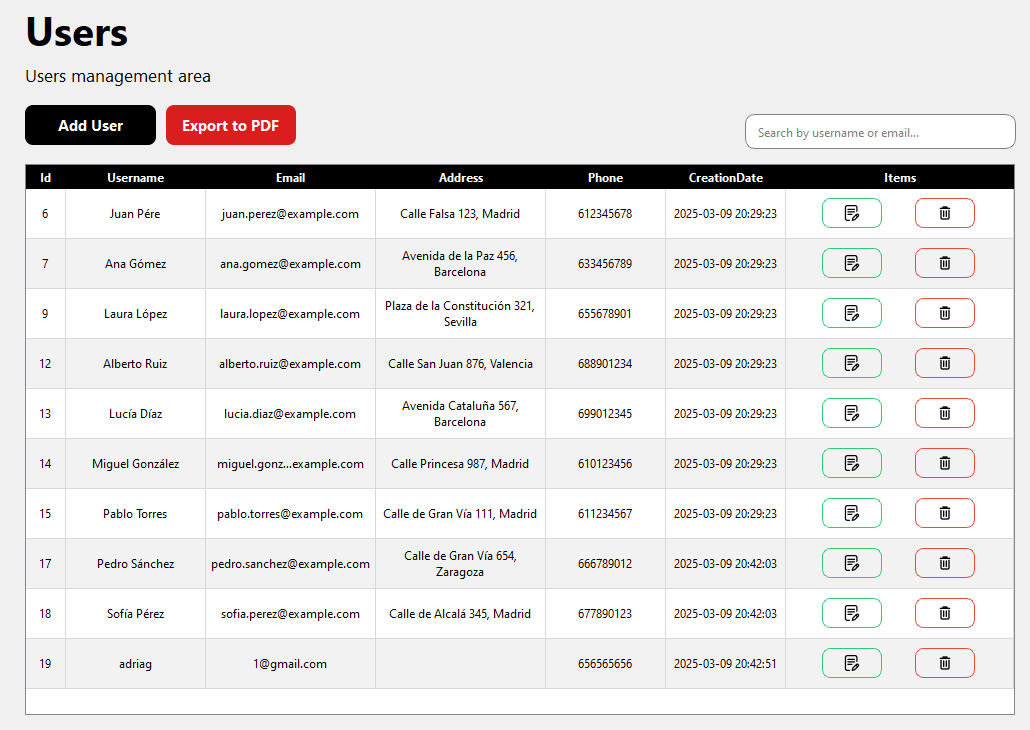 Users
Users management area
Add User
Export to PDF
Search by username or email...
Id Username Email Address Phone CreationDate Items
6 Juan Pére juan.perez@example.com Calle Falsa 123, Madrid 612345678 2025-03-09 20:29:23
7 Ana Gómez ana.gomez@example.com Avenida de la Paz 456, Barcelona 633456789 2025-03-09 20:29:23
9 Laura López laura.lopez@example.com Plaza de la Constitución 321, Sevilla 655678901 2025-03-09 20:29:23
12 Alberto Ruiz alberto.ruiz@example.com Calle San Juan 876, Valencia 688901234 2025-03-09 20:29:23
13 Lucía Díaz lucia.diaz@example.com Avenida Cataluña 567, Barcelona 699012345 2025-03-09 20:29:23
14 Miguel González miguel.gonz...example.com Calle Princesa 987, Madrid 610123456 2025-03-09 20:29:23
15 Pablo Torres pablo.torres@example.com Calle de Gran Vía 111, Madrid 611234567 2025-03-09 20:29:23
17 Pedro Sánchez pedro.sanchez@example.com Calle de Gran Vía 654, Zaragoza 666789012 2025-03-09 20:42:03
18 Sofía Pérez sofia.perez@example.com Calle de Alcalá 345, Madrid 677890123 2025-03-09 20:42:03
19 adriag 1@gmail.com 656565656 2025-03-09 20:42:51